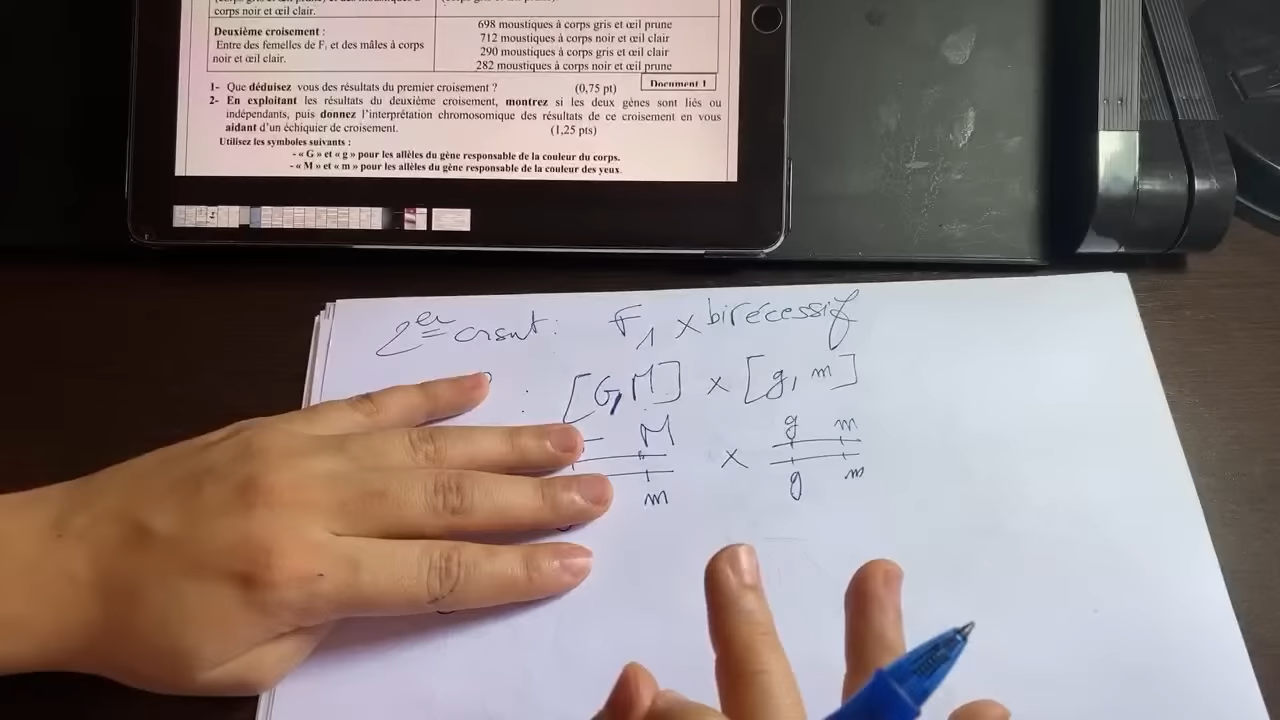 corps noir et œil clair.
Deuxième croisement :
Entre des femelles de F1 et des mâles à corps
noir et œil clair.
698 moustiques à corps gris et œil prune
712 moustiques à corps noir et œil clair
290 moustiques à corps gris et œil clair
282 moustiques à corps noir et œil prune
Document 1
1- Que déduisez vous des résultats du premier croisement ? (0,75 pt)
2- En exploitant les résultats du deuxième croisement, montrez si les deux gènes sont liés ou
indépendants, puis donnez l'interprétation chromosomique des résultats de ce croisement en vous
aidant d'un échiquier de croisement. (1,25 pts)
Utilisez les symboles suivants :
- « G » et « g » pour les allèles du gène responsable de la couleur du corps.
- « M » et « m » pour les allèles du gène responsable de la couleur des yeux.
2er crsnt : F1 × birécessif
: [G,M] × [g, m]
M × g m
m g m